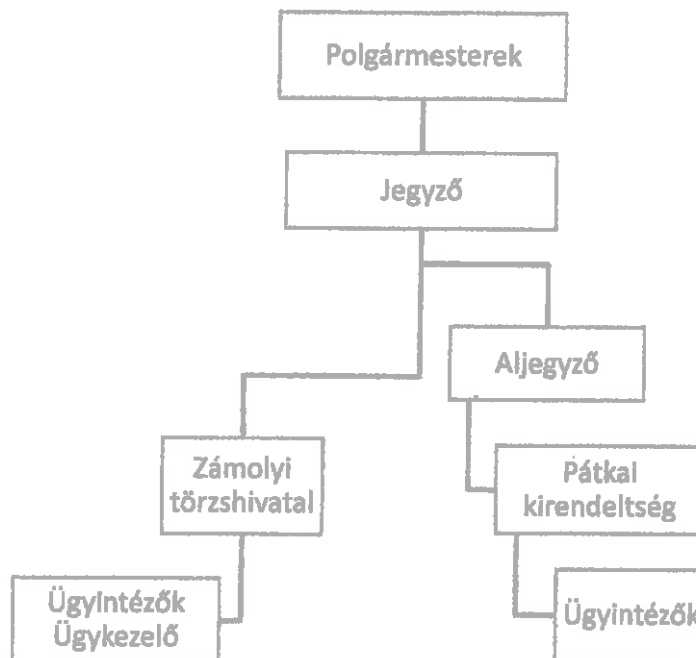 Polgármesterek
Jegyző
Aljegyző
Zámolyi
törzshivatal
Pátkai
kirendeltség
Ügyintézők
Ügykezelő
Ügyintézők